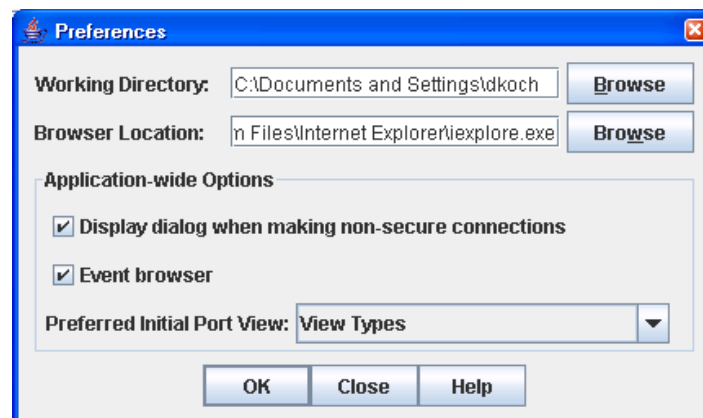 Preferences
Working Directory: C:\Documents and Settings\dkoch Browse
Browser Location: n Files\Internet Explorer\iexplore.exe Browse
Application-wide Options
Display dialog when making non-secure connections
Event browser
Preferred Initial Port View: View Types
OK Close Help